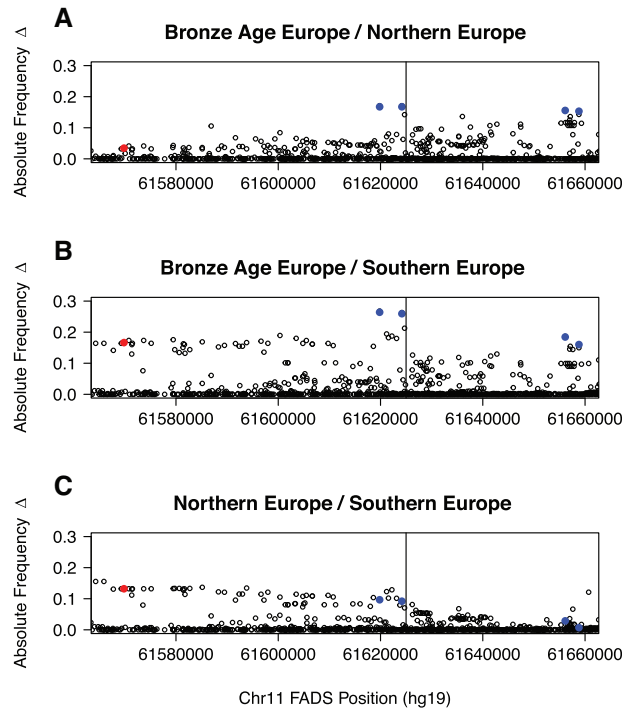 A
Bronze Age Europe / Northern Europe
Absolute Frequency Δ
0.3
0.2
0.1
0.0
61580000 61600000 61620000 61640000 61660000
B
Bronze Age Europe / Southern Europe
Absolute Frequency Δ
0.3
0.2
0.1
0.0
61580000 61600000 61620000 61640000 61660000
C
Northern Europe / Southern Europe
Absolute Frequency Δ
0.3
0.2
0.1
0.0
61580000 61600000 61620000 61640000 61660000
Chr11 FADS Position (hg19)